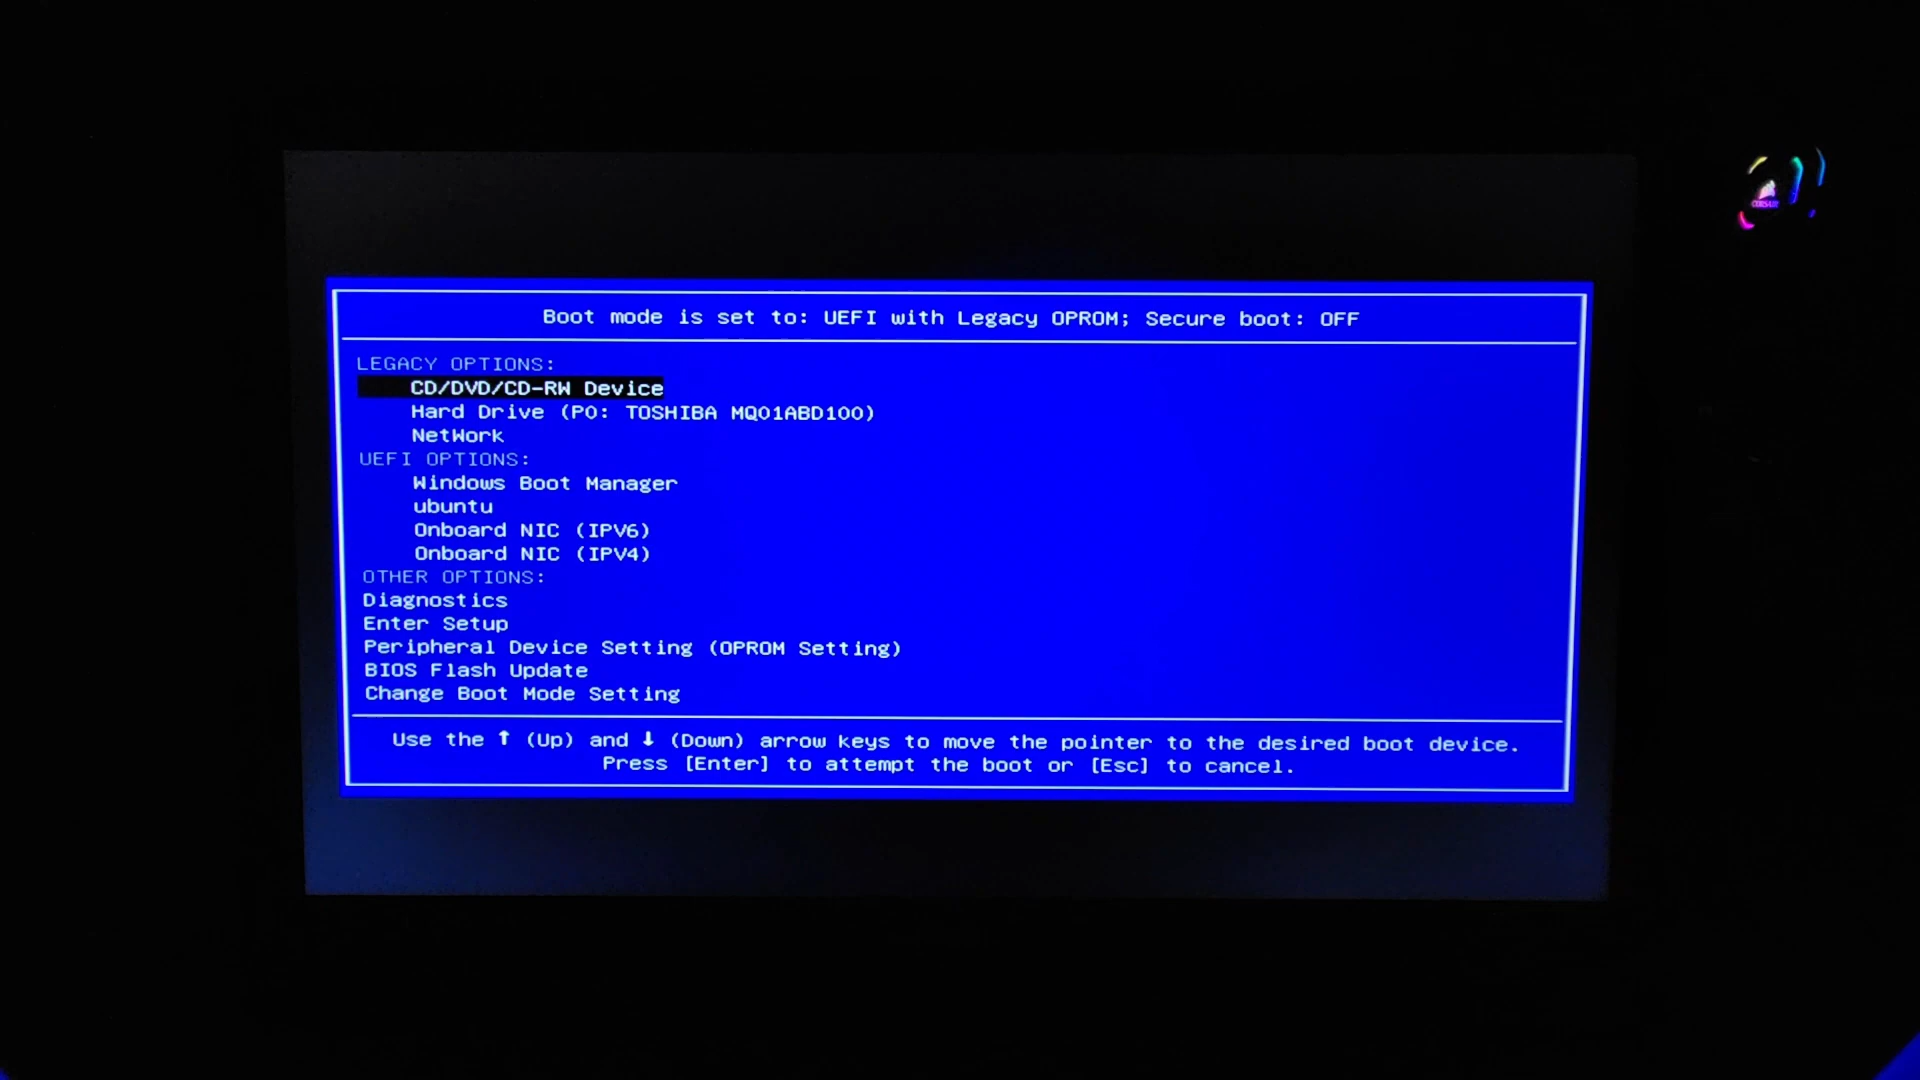 Boot mode is set to: UEFI with Legacy OPROM; Secure boot: OFF
LEGACY OPTIONS:
CD/DVD/CD-RW Device
Hard Drive (P0: TOSHIBA MQ01ABD100)
NetWork
UEFI OPTIONS:
Windows Boot Manager
ubuntu
Onboard NIC (IPV6)
Onboard NIC (IPV4)
OTHER OPTIONS:
Diagnostics
Enter Setup
Peripheral Device Setting (OPROM Setting)
BIOS Flash Update
Change Boot Mode Setting
Use the ↑ (Up) and ↓ (Down) arrow keys to move the pointer to the desired boot device.
Press [Enter] to attempt the boot or [Esc] to cancel.